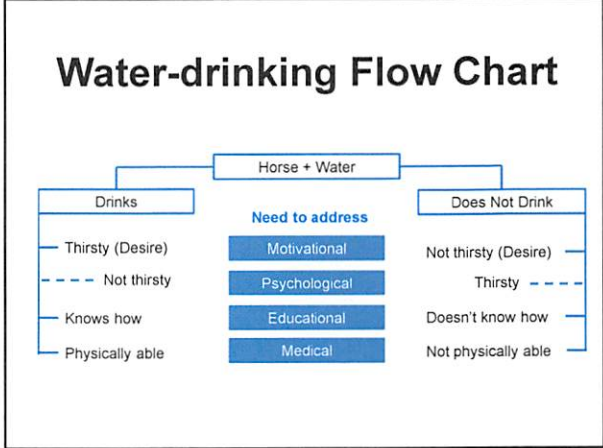 Water-drinking Flow Chart
Horse + Water
Drinks
Does Not Drink
Need to address
Thirsty (Desire)
Motivational
Not thirsty (Desire)
Not thirsty
Psychological
Thirsty
Knows how
Educational
Doesn't know how
Physically able
Medical
Not physically able